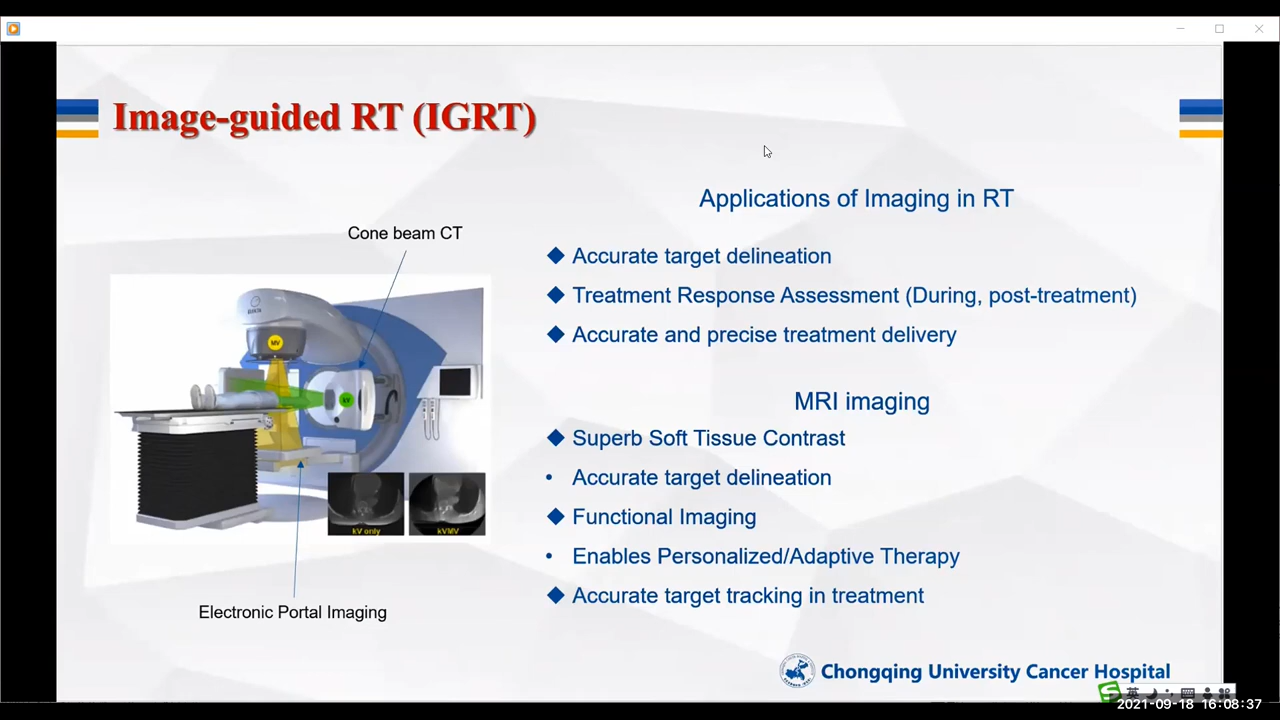 Image-guided RT (IGRT)
Applications of Imaging in RT
Cone beam CT
Accurate target delineation
Treatment Response Assessment (During, post-treatment)
Accurate and precise treatment delivery
MV
kV
MRI imaging
Superb Soft Tissue Contrast
Accurate target delineation
Functional Imaging
kV only
kVMV
Enables Personalized/Adaptive Therapy
Accurate target tracking in treatment
Electronic Portal Imaging
Chongqing University Cancer Hospital
英
2021-09-18 16:08:37